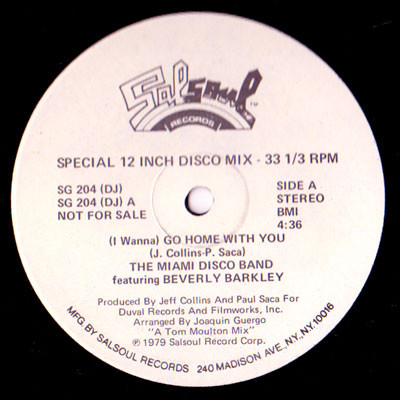 SalSoul
RECORDS
SPECIAL 12 INCH DISCO MIX - 33 1/3 RPM
SG 204 (DJ)
SG 204 (DJ) A
NOT FOR SALE
SIDE A
STEREO
BMI
4:36
(I Wanna) GO HOME WITH YOU
(J. Collins-P. Saca)
THE MIAMI DISCO BAND
featuring BEVERLY BARKLEY
Produced By Jeff Collins And Paul Saca For
Duval Records And Filmworks, Inc.
Arranged By Joaquin Guergo
"A Tom Moulton Mix"
℗ 1979 Salsoul Record Corp.
MFG. BY SALSOUL RECORDS 240 MADISON AVE., NY., NY. 10016